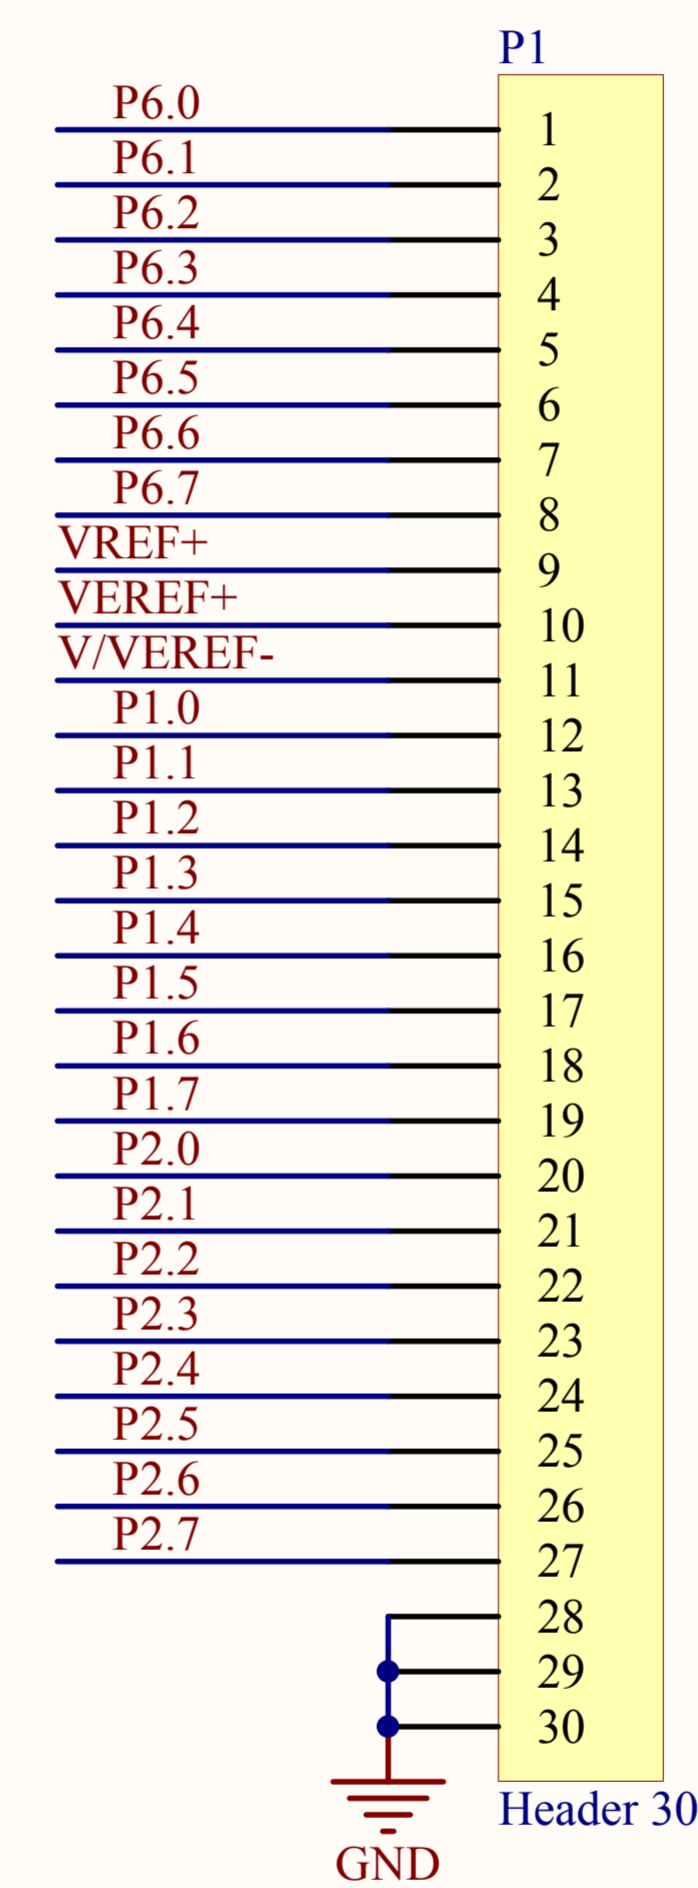 P1
P6.0 1
P6.1 2
P6.2 3
P6.3 4
P6.4 5
P6.5 6
P6.6 7
P6.7 8
VREF+ 9
VEREF+ 10
V/VEREF- 11
P1.0 12
P1.1 13
P1.2 14
P1.3 15
P1.4 16
P1.5 17
P1.6 18
P1.7 19
P2.0 20
P2.1 21
P2.2 22
P2.3 23
P2.4 24
P2.5 25
P2.6 26
P2.7 27
28
29
30
Header 30
GND